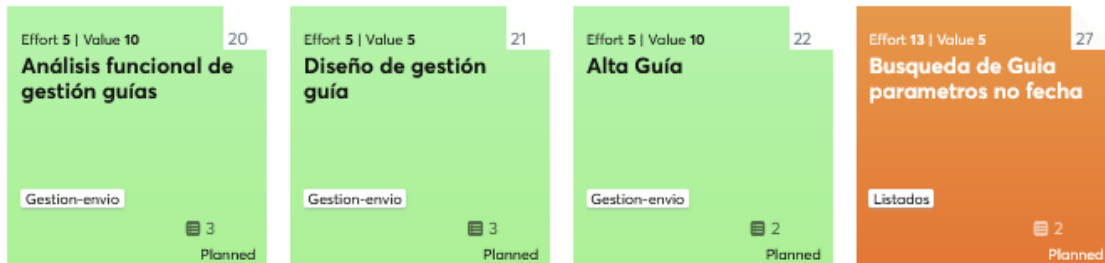 Effort 5 | Value 10
20
Análisis funcional de
gestión guías
Gestion-envio
3
Planned
Effort 5 | Value 5
21
Diseño de gestión
guía
Gestion-envio
3
Planned
Effort 5 | Value 10
22
Alta Guía
Gestion-envio
2
Planned
Effort 13 | Value 5
27
Busqueda de Guia
parametros no fecha
Listados
2
Planned